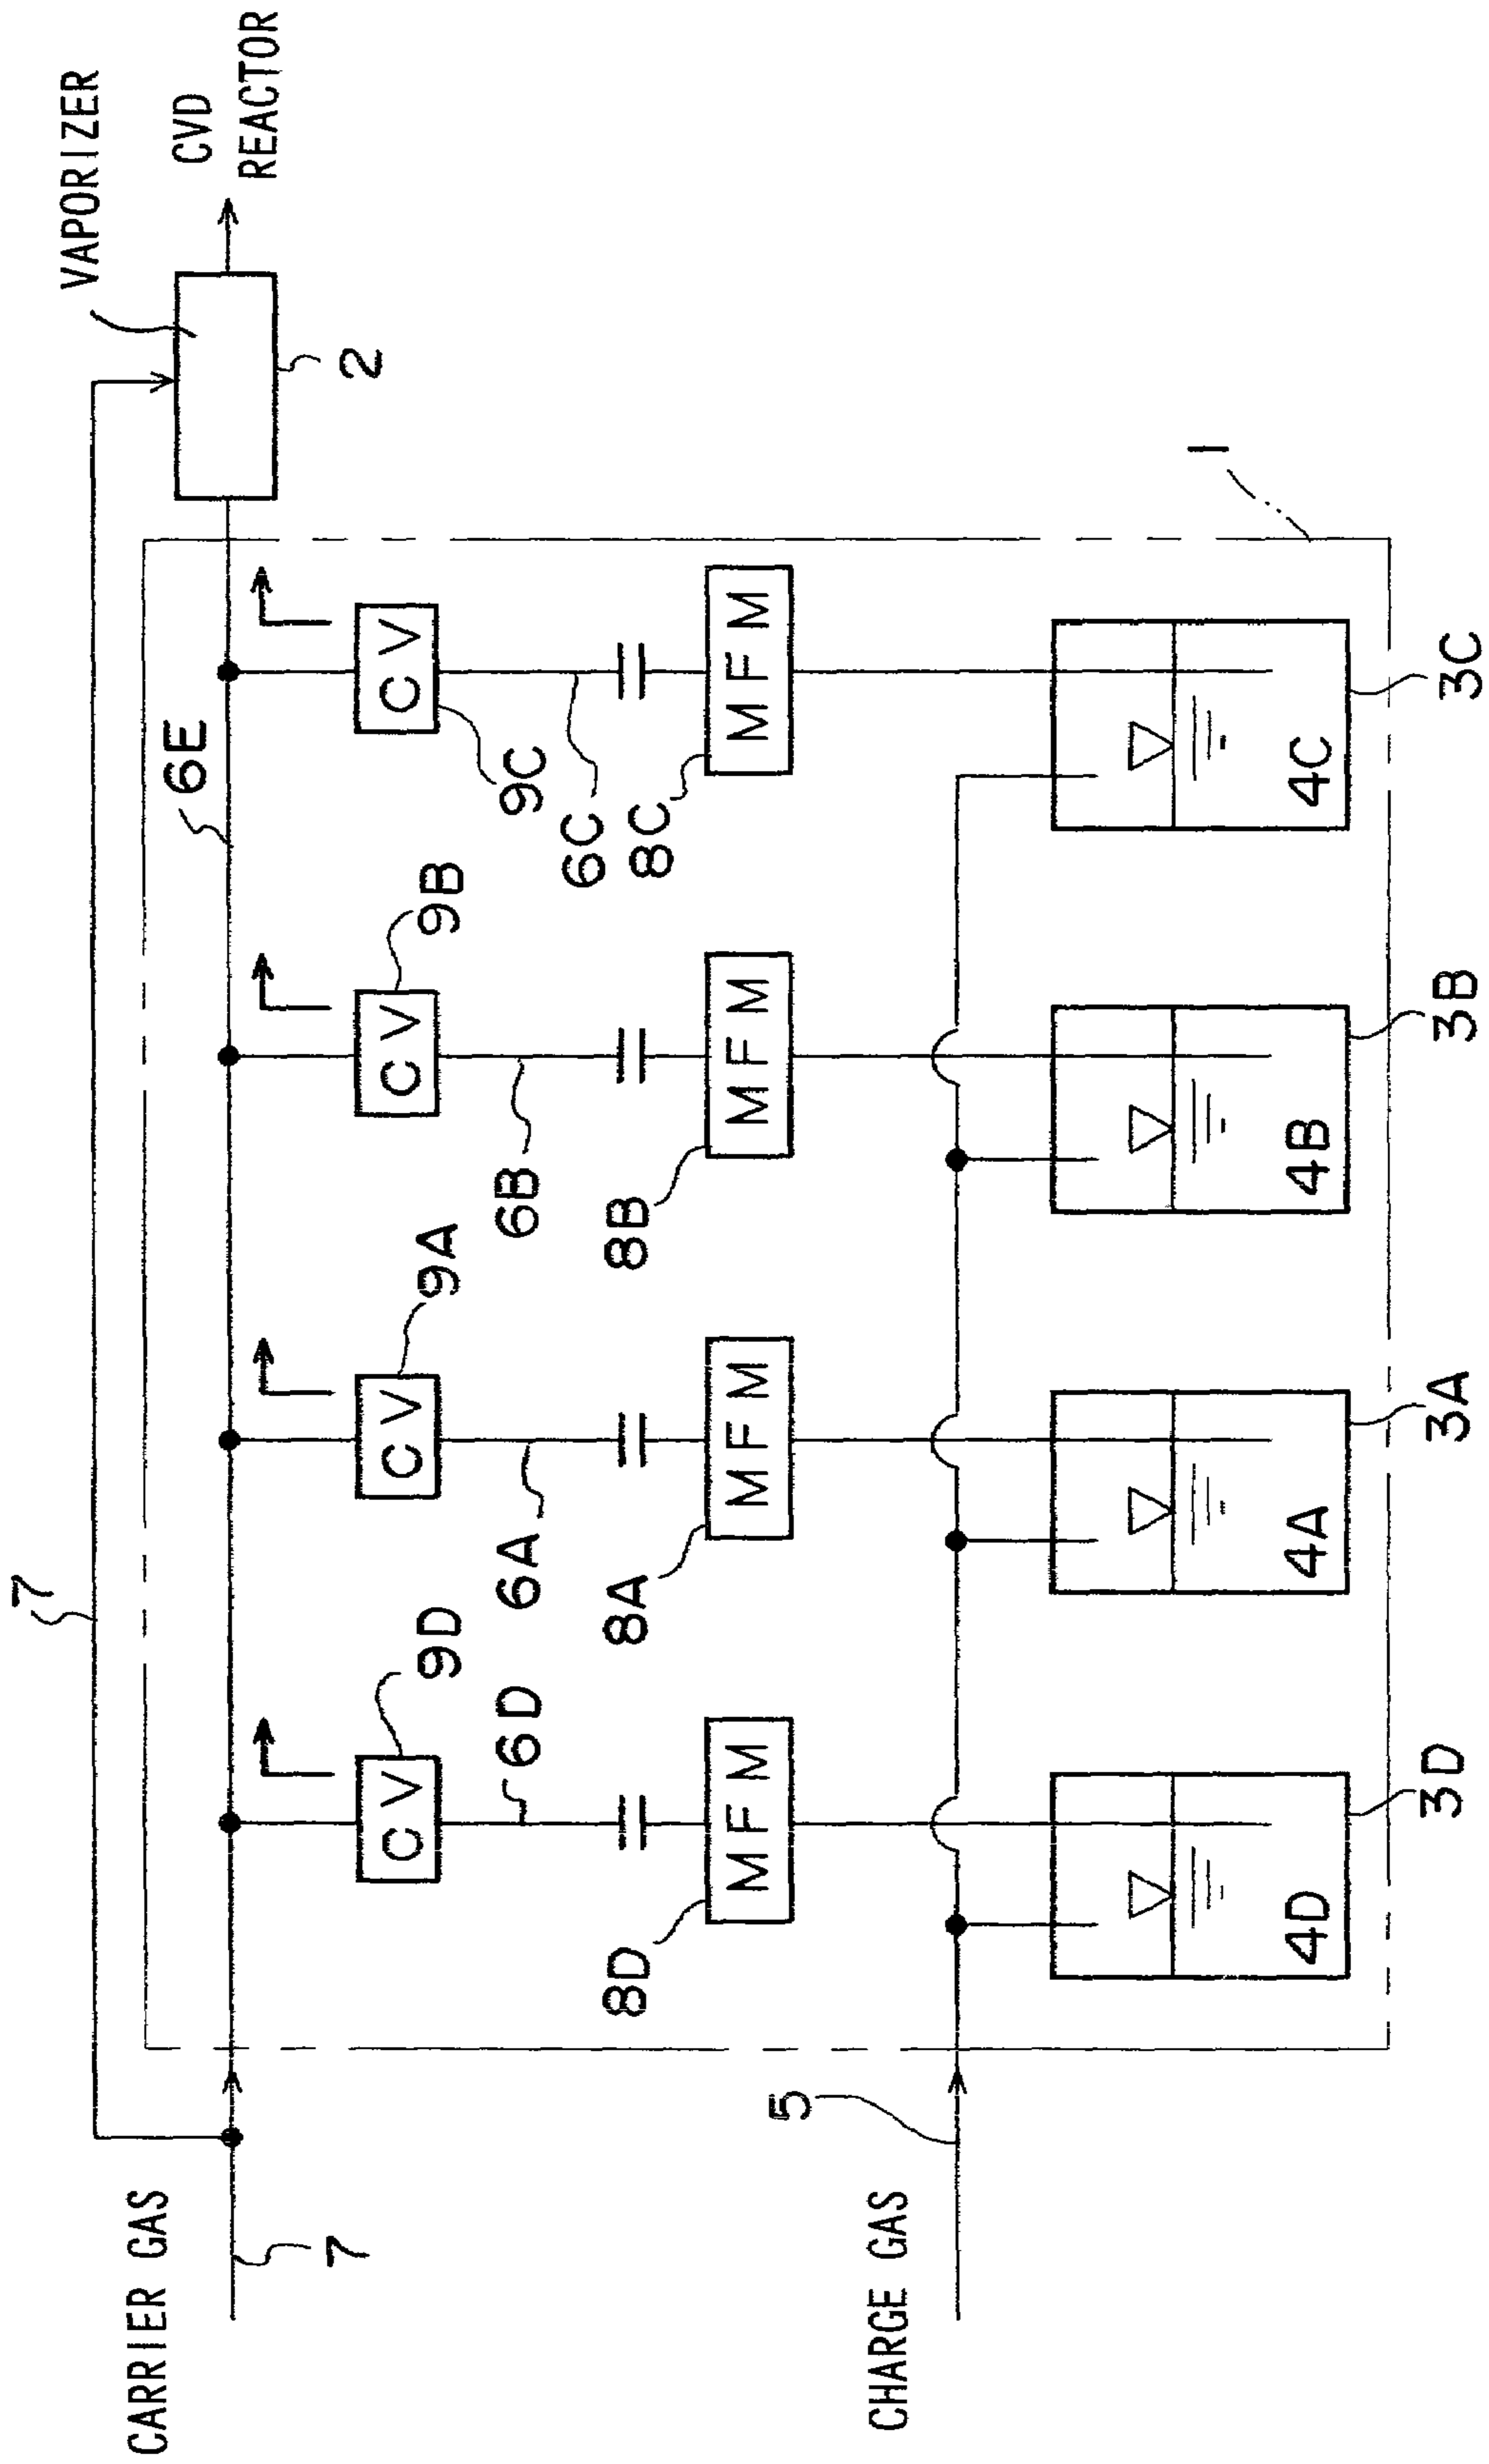 7
VAPORIZER
CVD
REACTOR
2
CARRIER GAS
7
6E
1
CV
9D
CV
9A
CV
9B
CV
9C
6D
6A
6B
6C
8D
MFM
8A
MFM
8B
MFM
8C
MFM
CHARGE GAS
5
4D
3D
4A
3A
4B
3B
4C
3C